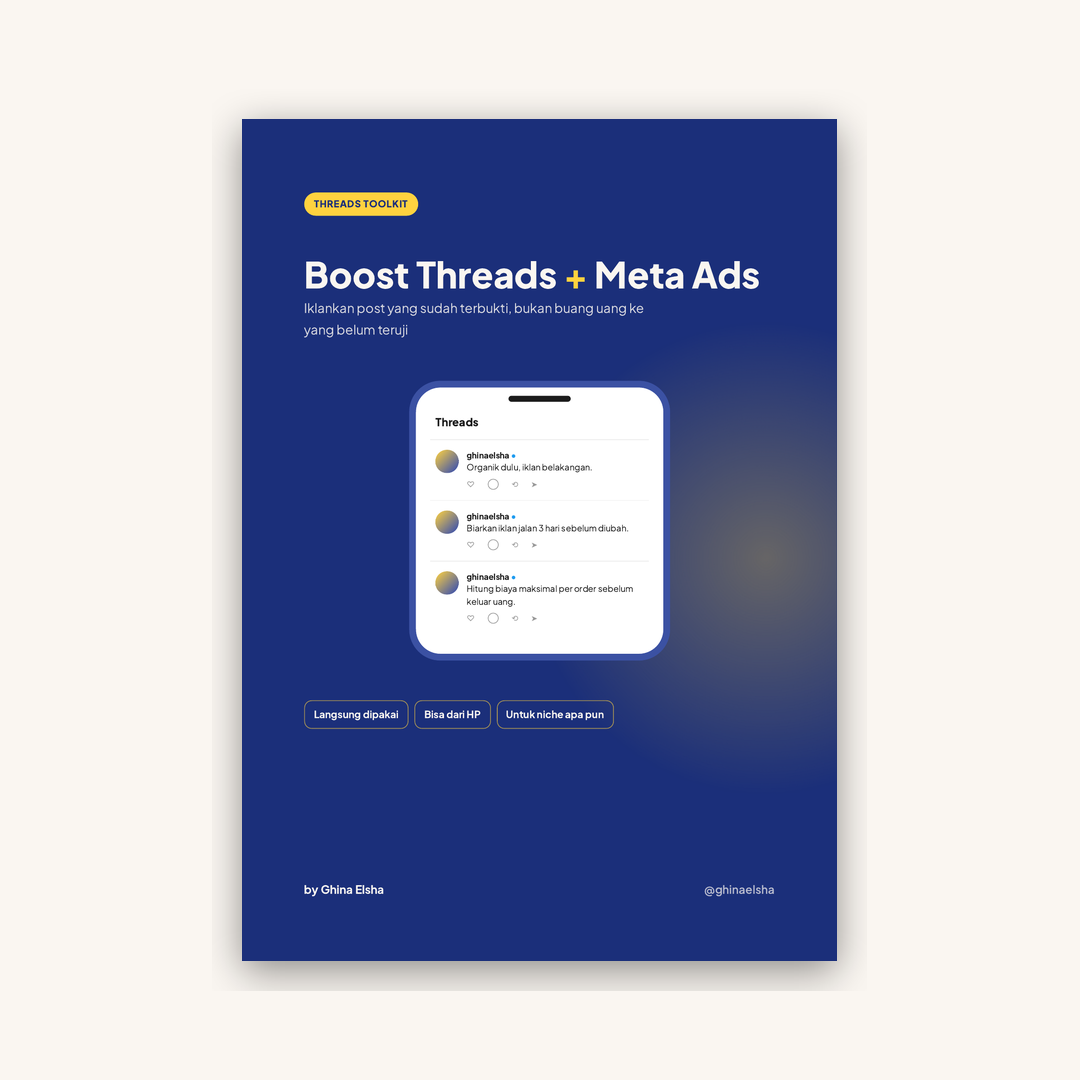 THREADS TOOLKIT
Boost Threads + Meta Ads
Iklankan post yang sudah terbukti, bukan buang uang ke
yang belum teruji
Threads
ghinaelsha
Organik dulu, iklan belakangan.
ghinaelsha
Biarkan iklan jalan 3 hari sebelum diubah.
ghinaelsha
Hitung biaya maksimal per order sebelum
keluar uang.
Langsung dipakai
Bisa dari HP
Untuk niche apa pun
by Ghina Elsha
@ghinaelsha